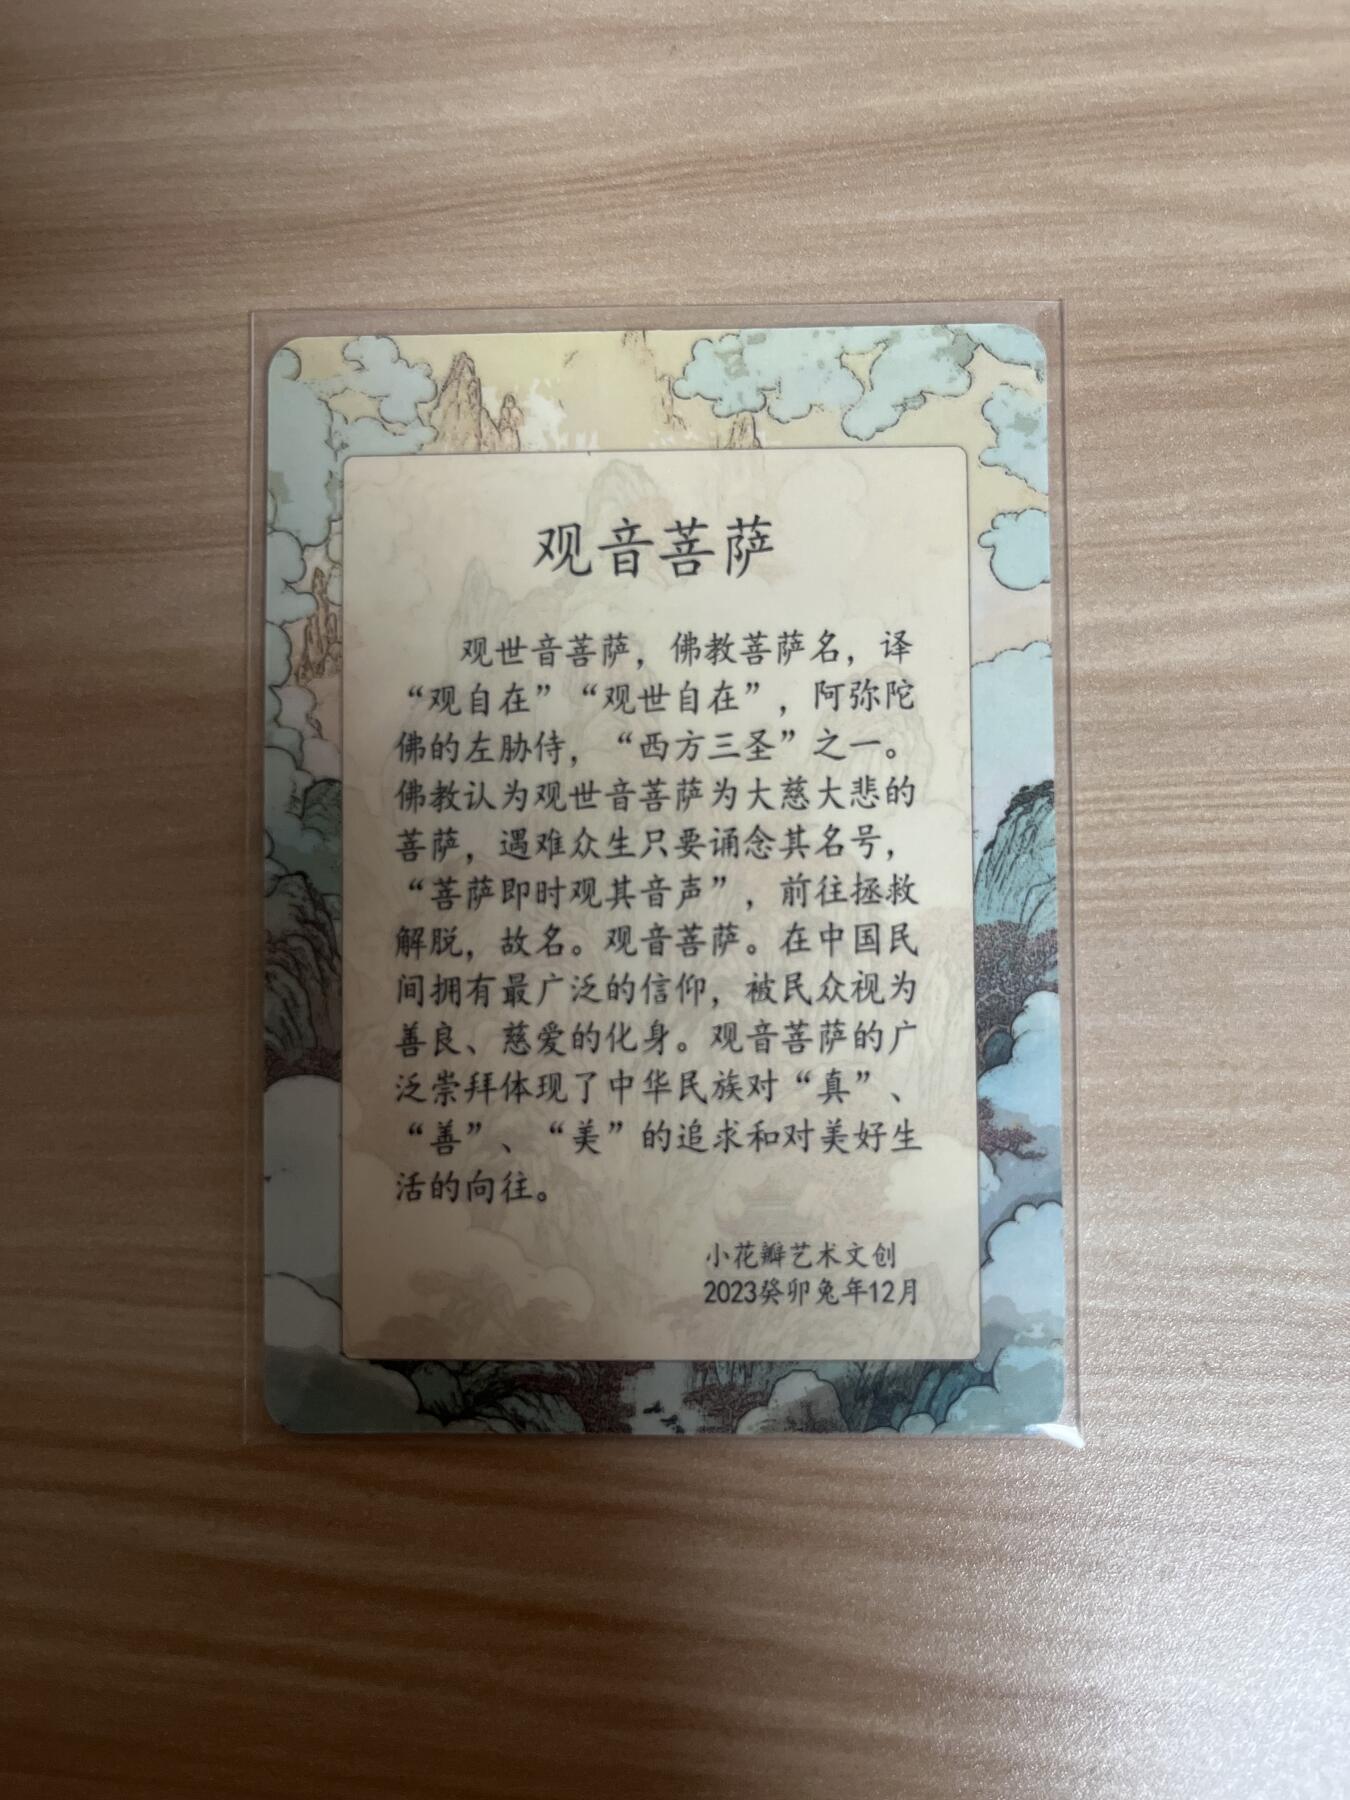 观音菩萨
观世音菩萨，佛教菩萨名，译
“观自在”“观世自在”，阿弥陀
佛的左胁侍，“西方三圣”之一。
佛教认为观世音菩萨为大慈大悲的
菩萨，遇难众生只要诵念其名号，
“菩萨即时观其音声”，前往拯救
解脱，故名。观音菩萨。在中国民
间拥有最广泛的信仰，被民众视为
善良、慈爱的化身。观音菩萨的广
泛崇拜体现了中华民族对“真”、
“善”、“美”的追求和对美好生
活的向往。
小花瓣艺术文创
2023癸卯兔年12月